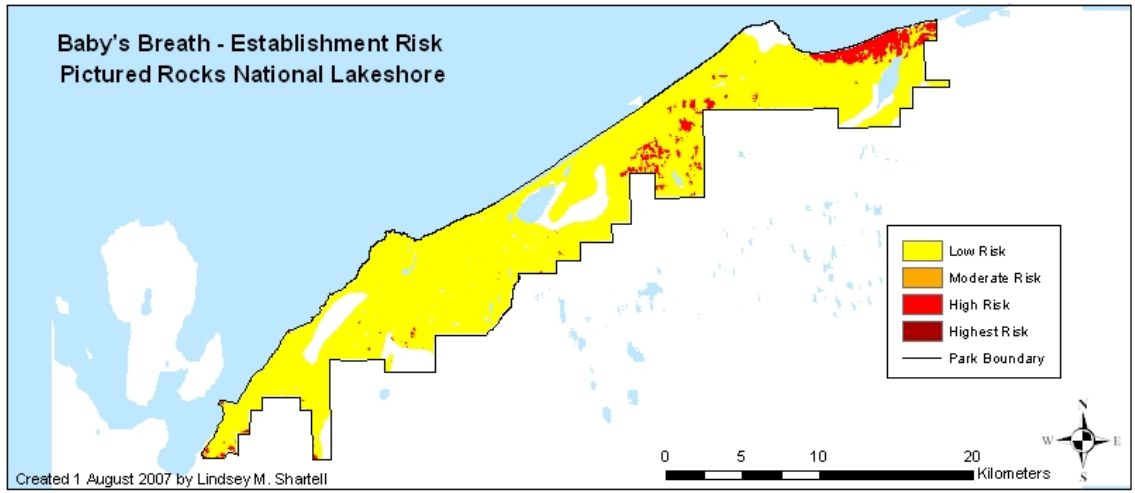 Baby's Breath - Establishment Risk
Pictured Rocks National Lakeshore
Low Risk
Moderate Risk
High Risk
Highest Risk
Park Boundary
N
W E
S
0 5 10 20
Kilometers
Created 1 August 2007 by Lindsey M. Shartell